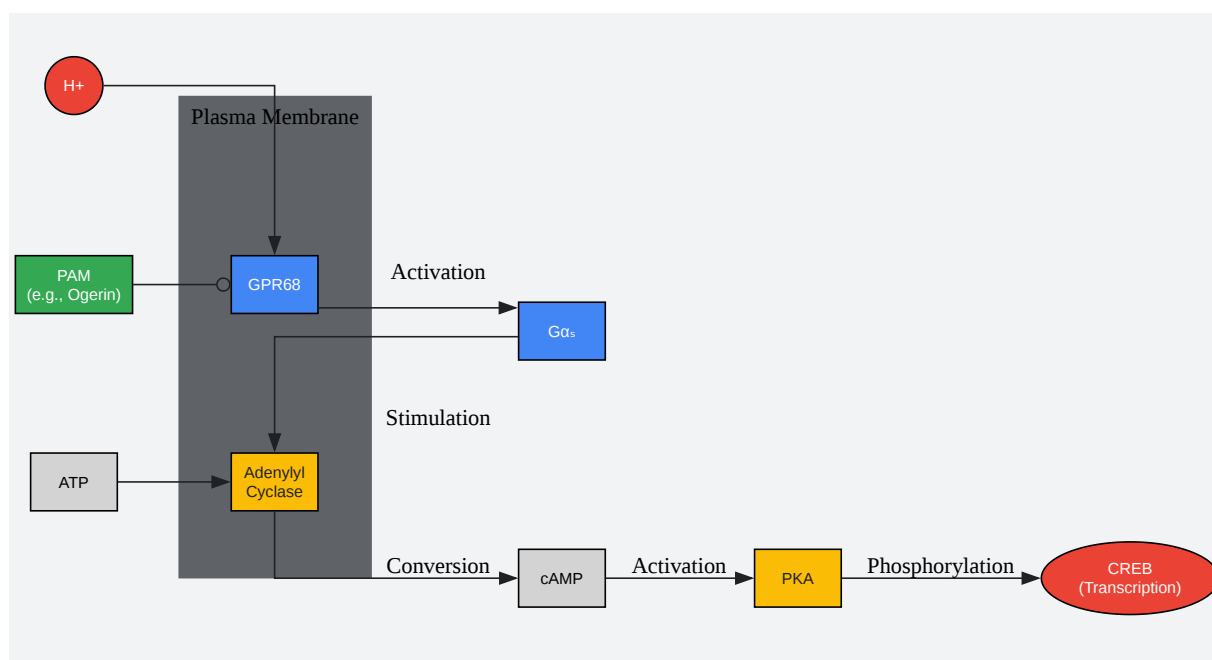 H+
Plasma Membrane
PAM
(e.g., Ogerin)
GPR68
Activation
Gαₛ
Stimulation
ATP
Adenylyl
Cyclase
Conversion
cAMP
Activation
PKA
Phosphorylation
CREB
(Transcription)